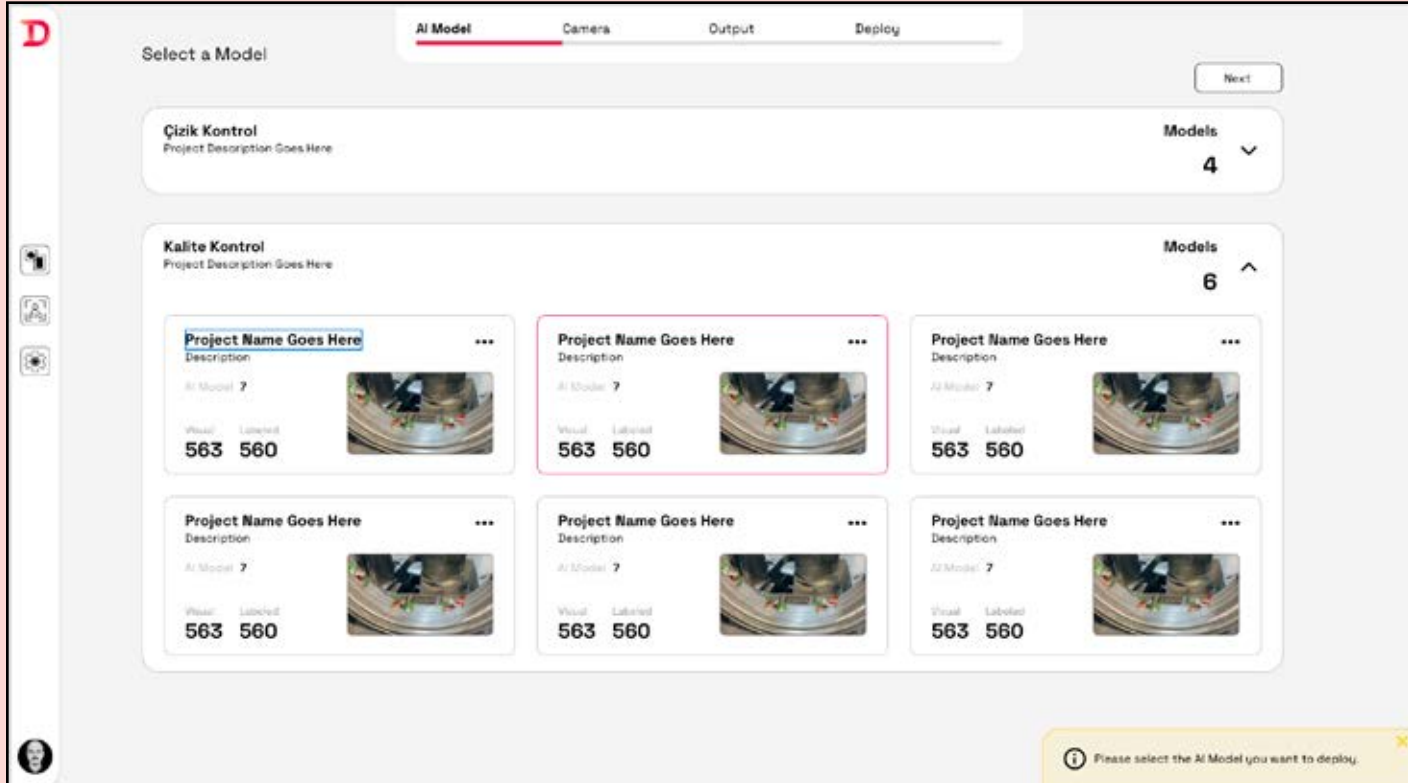 D
AI Model Camera Output Deploy
Select a Model
Next
Çizik Kontrol
Project Description Goes Here
Models
4
Kalite Kontrol
Project Description Goes Here
Models
6
Project Name Goes Here
Description
AI Model 7
Visual Labeled
563 560
Project Name Goes Here
Description
AI Model 7
Visual Labeled
563 560
Project Name Goes Here
Description
AI Model 7
Visual Labeled
563 560
Project Name Goes Here
Description
AI Model 7
Visual Labeled
563 560
Project Name Goes Here
Description
AI Model 7
Visual Labeled
563 560
Project Name Goes Here
Description
AI Model 7
Visual Labeled
563 560
Please select the AI Model you want to deploy.